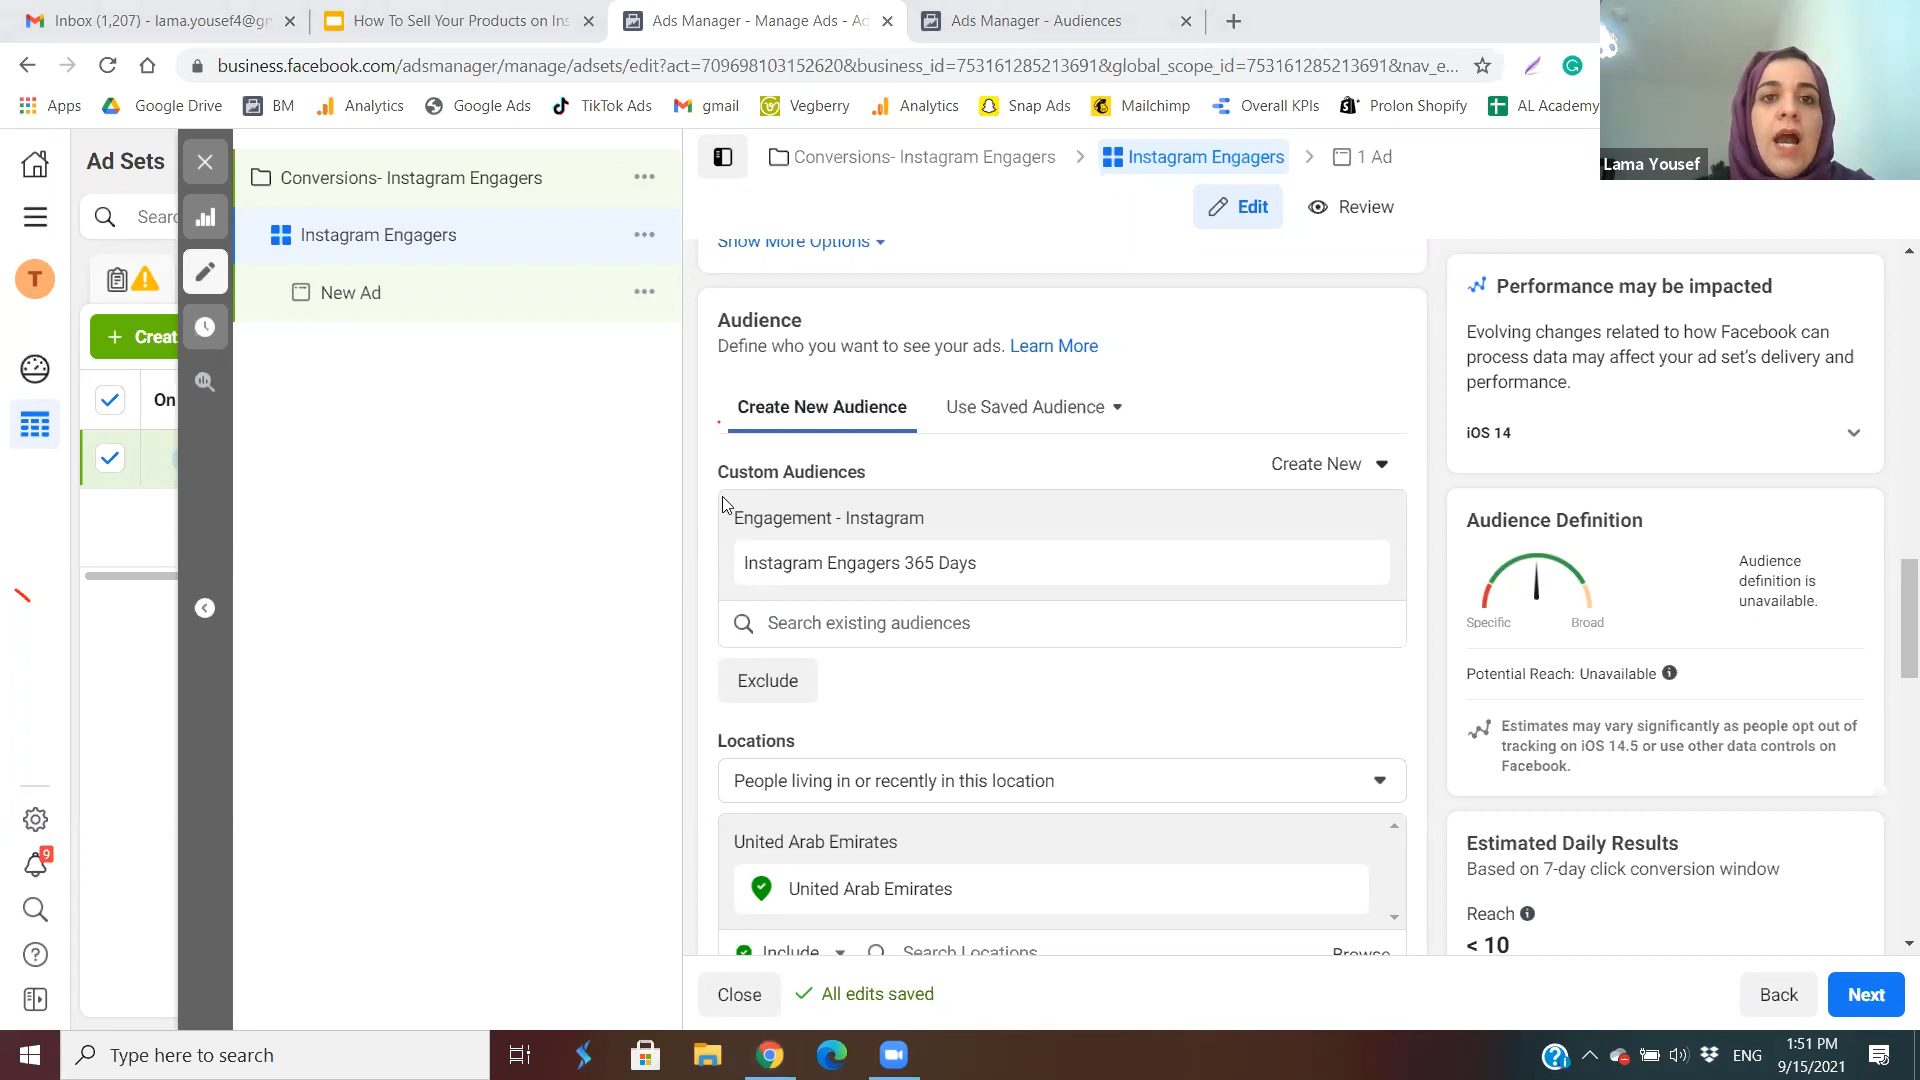 Inbox (1,207) - lama.yousef4@gr
How To Sell Your Products on Ins
Ads Manager - Manage Ads - Ad
Ads Manager - Audiences
business.facebook.com/adsmanager/manage/adsets/edit?act=709698103152620&business_id=753161285213691&global_scope_id=753161285213691&nav_e...
Apps
Google Drive
BM
Analytics
Google Ads
TikTok Ads
gmail
Vegberry
Analytics
Snap Ads
Mailchimp
Overall KPIs
Prolon Shopify
AL Academy
Lama Yousef
Ad Sets
Conversions- Instagram Engagers
Instagram Engagers
1 Ad
Conversions- Instagram Engagers
Edit
Review
Sear
Instagram Engagers
Show More Options
T
New Ad
Creat
On
Audience
Define who you want to see your ads. Learn More
Create New Audience
Use Saved Audience
Custom Audiences
Create New
Engagement - Instagram
Instagram Engagers 365 Days
Search existing audiences
Exclude
Locations
People living in or recently in this location
United Arab Emirates
United Arab Emirates
Include
Search Locations
Browse
Performance may be impacted
Evolving changes related to how Facebook can
process data may affect your ad set's delivery and
performance.
iOS 14
Audience Definition
Audience
definition is
unavailable.
Specific
Broad
Potential Reach: Unavailable
Estimates may vary significantly as people opt out of
tracking on iOS 14.5 or use other data controls on
Facebook.
Estimated Daily Results
Based on 7-day click conversion window
Reach
< 10
9
Close
All edits saved
Back
Next
Type here to search
ENG
1:51 PM
9/15/2021